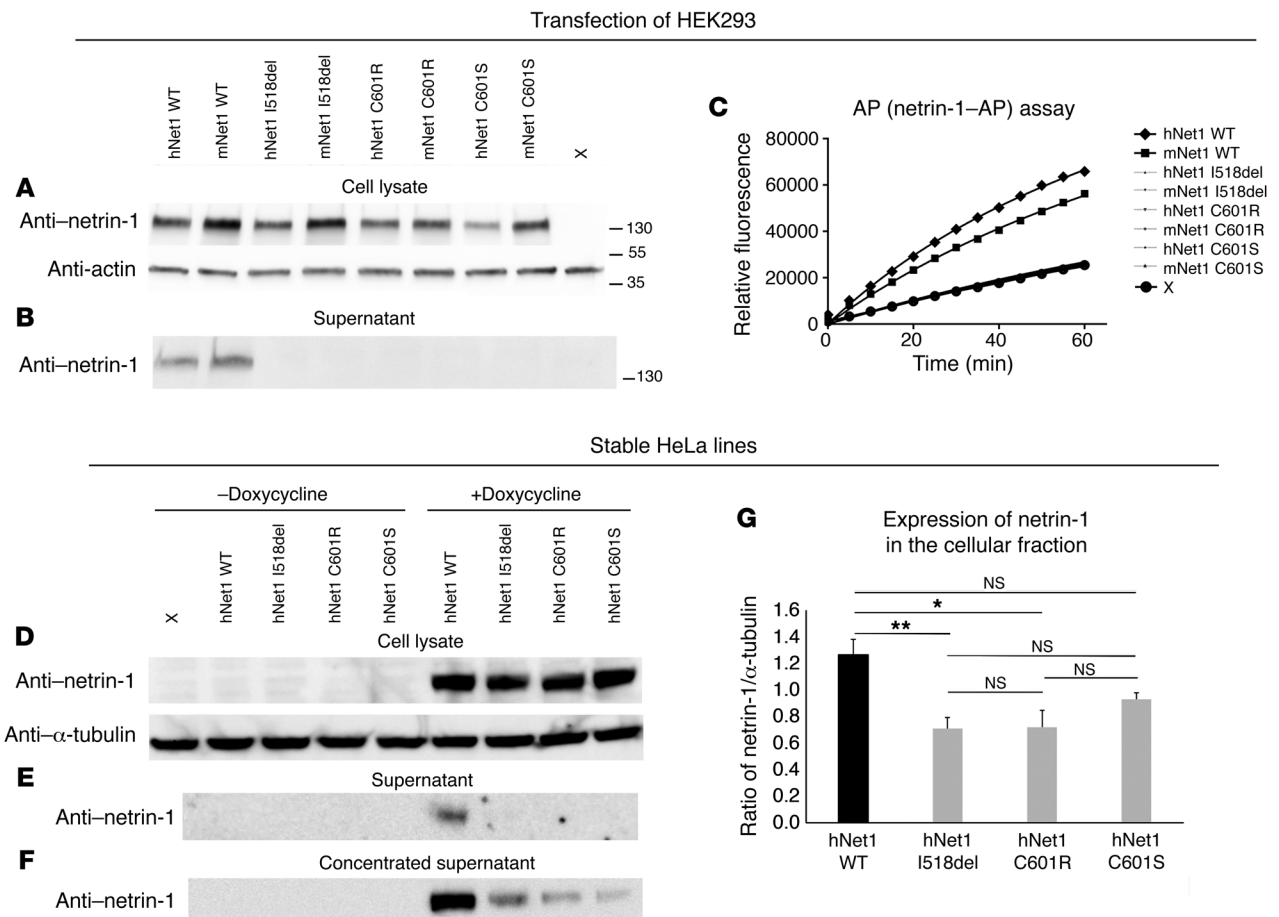 Transfection of HEK293
hNet1 WT
mNet1 WT
hNet1 I518del
mNet1 I518del
hNet1 C601R
mNet1 C601R
hNet1 C601S
mNet1 C601S
X
A
Cell lysate
Anti–netrin-1
130
55
Anti-actin
35
B
Supernatant
Anti–netrin-1
130
C
AP (netrin-1–AP) assay
Relative fluorescence
80000
60000
40000
20000
0
0
20
40
60
Time (min)
hNet1 WT
mNet1 WT
hNet1 I518del
mNet1 I518del
hNet1 C601R
mNet1 C601R
hNet1 C601S
mNet1 C601S
X
Stable HeLa lines
–Doxycycline
+Doxycycline
X
hNet1 WT
hNet1 I518del
hNet1 C601R
hNet1 C601S
hNet1 WT
hNet1 I518del
hNet1 C601R
hNet1 C601S
D
Cell lysate
Anti–netrin-1
Anti–α-tubulin
E
Supernatant
Anti–netrin-1
F
Concentrated supernatant
Anti–netrin-1
G
Expression of netrin-1
in the cellular fraction
Ratio of netrin-1/α-tubulin
1.6
1.4
1.2
1.0
0.8
0.6
0.4
0.2
0.0
NS
*
**
NS
NS
NS
hNet1
WT
hNet1
I518del
hNet1
C601R
hNet1
C601S